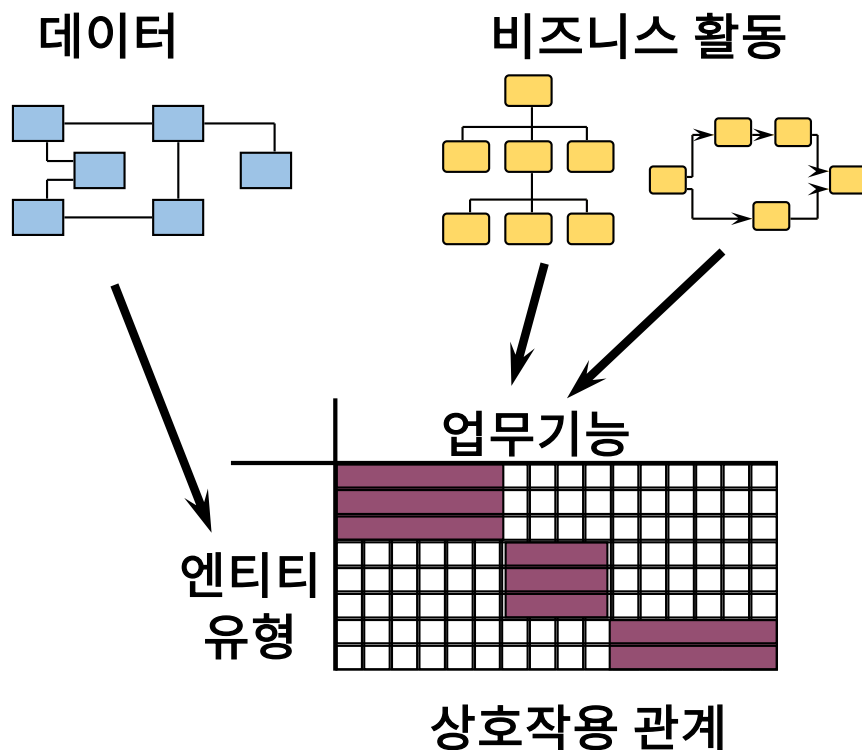 데이터
비즈니스 활동
업무기능
엔티티
유형
상호작용 관계